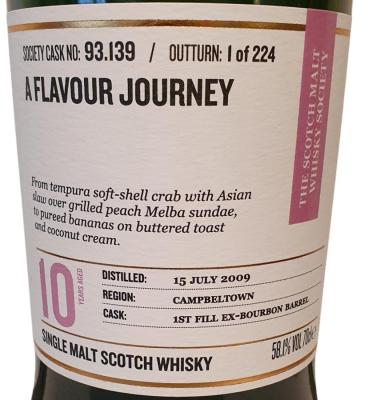 SOCIETY CASK NO: 93.139 / OUTTURN: 1 of 224
A FLAVOUR JOURNEY
THE SCOTCH MALT
WHISKY SOCIETY
From tempura soft-shell crab with Asian
slaw over grilled peach Melba sundae,
to pureed bananas on buttered toast
and coconut cream.
10
YEARS AGED
DISTILLED: 15 JULY 2009
REGION: CAMPBELTOWN
CASK: 1ST FILL EX-BOURBON BARREL
SINGLE MALT SCOTCH WHISKY
58.1% VOL 70cl